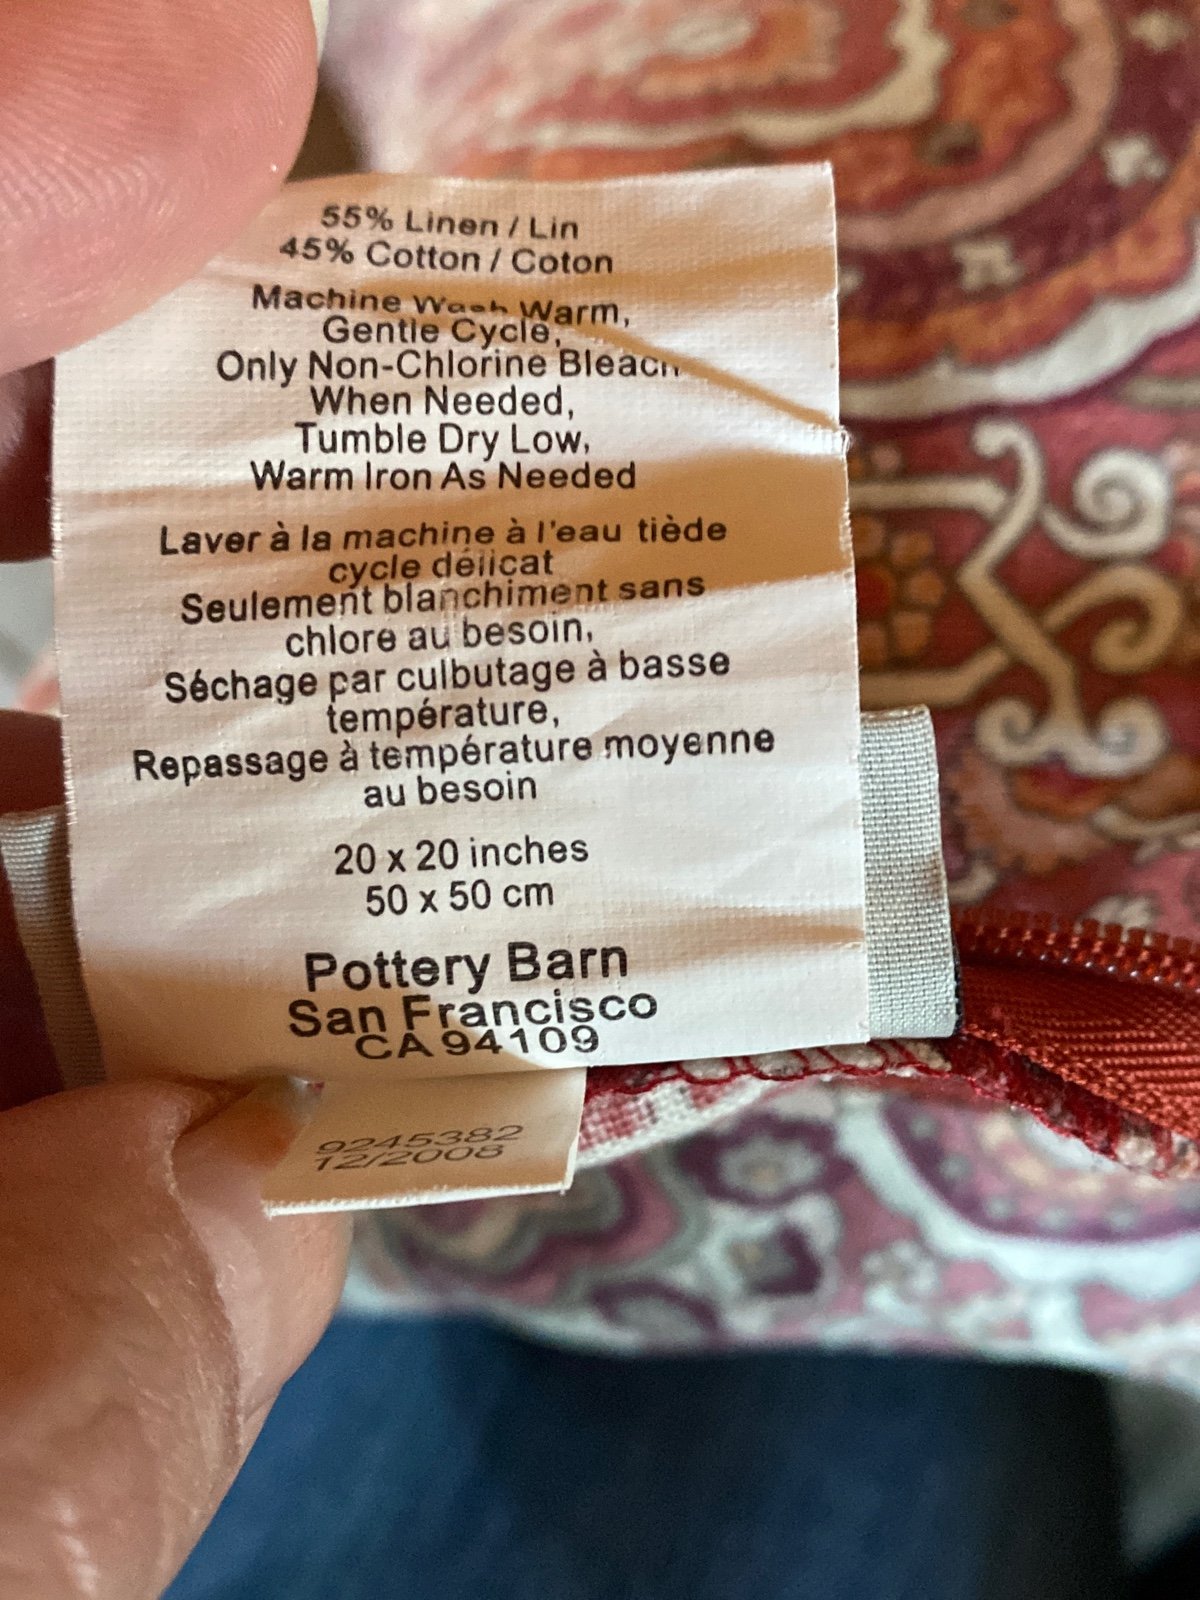 55% Linen / Lin
45% Cotton / Coton
Machine Wash Warm,
Gentle Cycle,
Only Non-Chlorine Bleach
When Needed,
Tumble Dry Low,
Warm Iron As Needed
Laver à la machine à l'eau tiède
cycle délicat
Seulement blanchiment sans
chlore au besoin,
Séchage par culbutage à basse
température,
Repassage à température moyenne
au besoin
20 x 20 inches
50 x 50 cm
Pottery Barn
San Francisco
CA 94109
9245382
12/2008